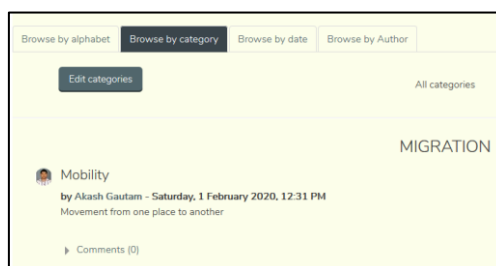 Browse by alphabet Browse by category Browse by date Browse by Author
Edit categories
All categories
MIGRATION
Mobility
by Akash Gautam - Saturday, 1 February 2020, 12:31 PM
Movement from one place to another
Comments (0)